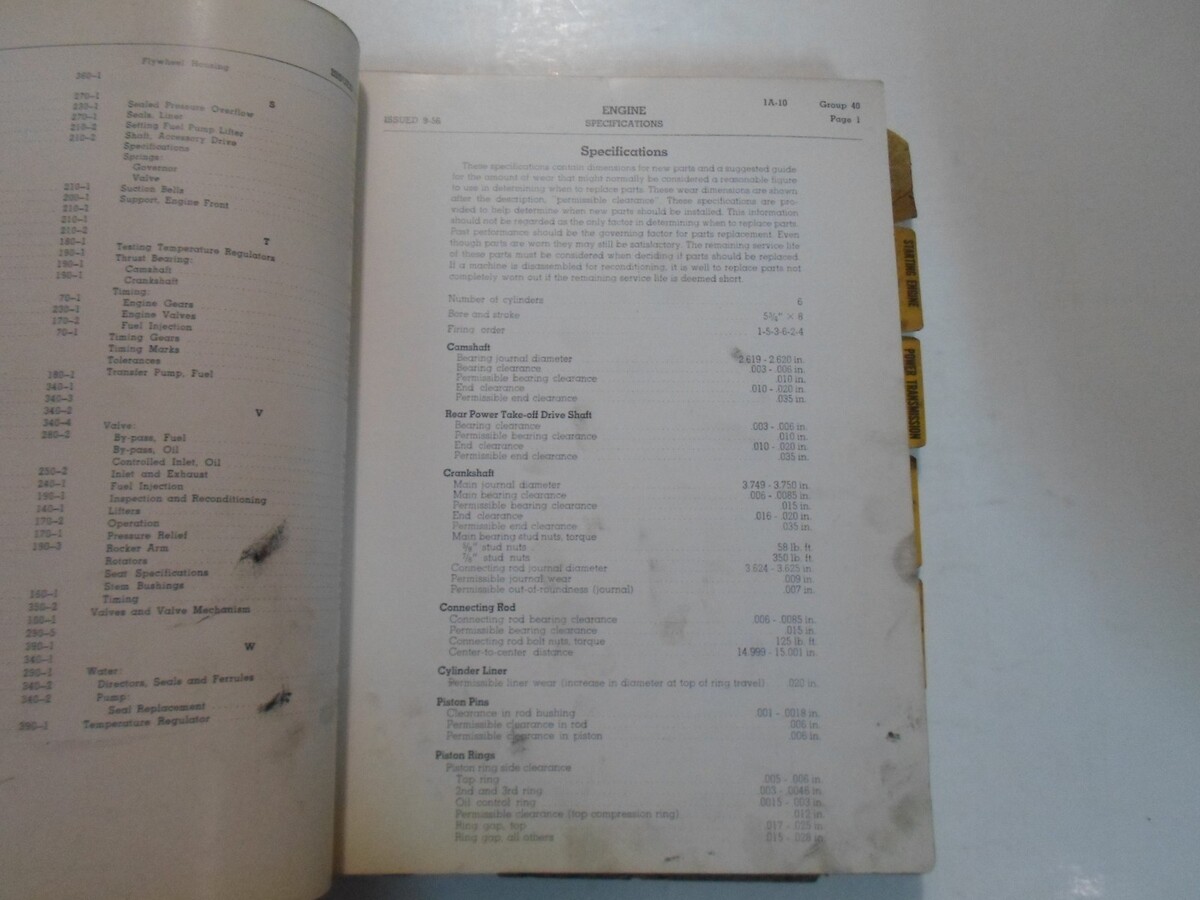 Flywheel Housing
360-1
270-1
230-1
270-1
210-2
210-2
S
Sealed Pressure Overflow
Seals, Liner
Setting Fuel Pump Lifter
Shaft, Accessory Drive
Specifications
Springs:
Governor
Valve
Suction Bells
Support, Engine Front
210-1
200-1
210-1
210-1
210-2
180-1
190-1
190-1
190-1
T
Testing Temperature Regulators
Thrust Bearing:
Camshaft
Crankshaft
Timing:
Engine Gears
Engine Valves
Fuel Injection
Timing Gears
Timing Marks
Tolerances
Transfer Pump, Fuel
70-1
230-1
170-2
70-1
180-1
340-1
340-3
340-2
340-4
280-2
V
Valve:
By-pass, Fuel
By-pass, Oil
Controlled Inlet, Oil
Inlet and Exhaust
Fuel Injection
Inspection and Reconditioning
Lifters
Operation
Pressure Relief
Rocker Arm
Rotators
Seat Specifications
Stem Bushings
Timing
Valves and Valve Mechanism
250-2
240-1
190-1
140-1
170-2
170-1
190-3
160-1
350-2
100-1
290-5
340-1
290-1
340-2
340-2
390-1
W
Water:
Directors, Seals and Ferrules
Pump:
Seal Replacement
Temperature Regulator
ISSUED 9-56
ENGINE
SPECIFICATIONS
1A-10 Group 40
Page 1
Specifications
These specifications contain dimensions for new parts and a suggested guide
for the amount of wear that might normally be considered a reasonable figure
to use in determining when to replace parts. These wear dimensions are shown
after the description, "permissible clearance". These specifications are pro-
vided to help determine when new parts should be installed. This information
should not be regarded as the only factor in determining when to replace parts.
Past performance should be the governing factor for parts replacement. Even
though parts are worn they may still be satisfactory. The remaining service life
of these parts must be considered when deciding if parts should be replaced.
If a machine is disassembled for reconditioning, it is well to replace parts not
completely worn out if the remaining service life is deemed short.
Number of cylinders 6
Bore and stroke 5¾" × 8
Firing order 1-5-3-6-2-4
Camshaft
Bearing journal diameter 2.619 - 2.620 in.
Bearing clearance .003 - .006 in.
Permissible bearing clearance .010 in.
End clearance .010 - .020 in.
Permissible end clearance .035 in.
Rear Power Take-off Drive Shaft
Bearing clearance .003 - .006 in.
Permissible bearing clearance .010 in.
End clearance .010 - .020 in.
Permissible end clearance .035 in.
Crankshaft
Main journal diameter 3.749 - 3.750 in.
Main bearing clearance .006 - .0085 in.
Permissible bearing clearance .015 in.
End clearance .016 - .020 in.
Permissible end clearance .035 in.
Main bearing stud nuts, torque
stud nuts 58 lb. ft.
stud nuts 350 lb. ft.
Connecting rod journal diameter 3.624 - 3.625 in.
Permissible journal wear .009 in.
Permissible out-of-roundness (journal) .007 in.
Connecting Rod
Connecting rod bearing clearance .006 - .0085 in.
Permissible bearing clearance .015 in.
Connecting rod bolt nuts, torque 125 lb. ft.
Center-to-center distance 14.999 - 15.001 in.
Cylinder Liner
Permissible liner wear (increase in diameter at top of ring travel) .020 in.
Piston Pins
Clearance in rod bushing .001 - .0018 in.
Permissible clearance in rod .006 in.
Permissible clearance in piston .006 in.
Piston Rings
Piston ring side clearance
Top ring .005 - .006 in.
2nd and 3rd ring .003 - .0046 in.
Oil control ring .0015 - .003 in.
Permissible clearance (top compression ring) .012 in.
Ring gap, top .017 - .025 in.
Ring gap, all others
STARTING ENGINE
POWER TRANSMISSION